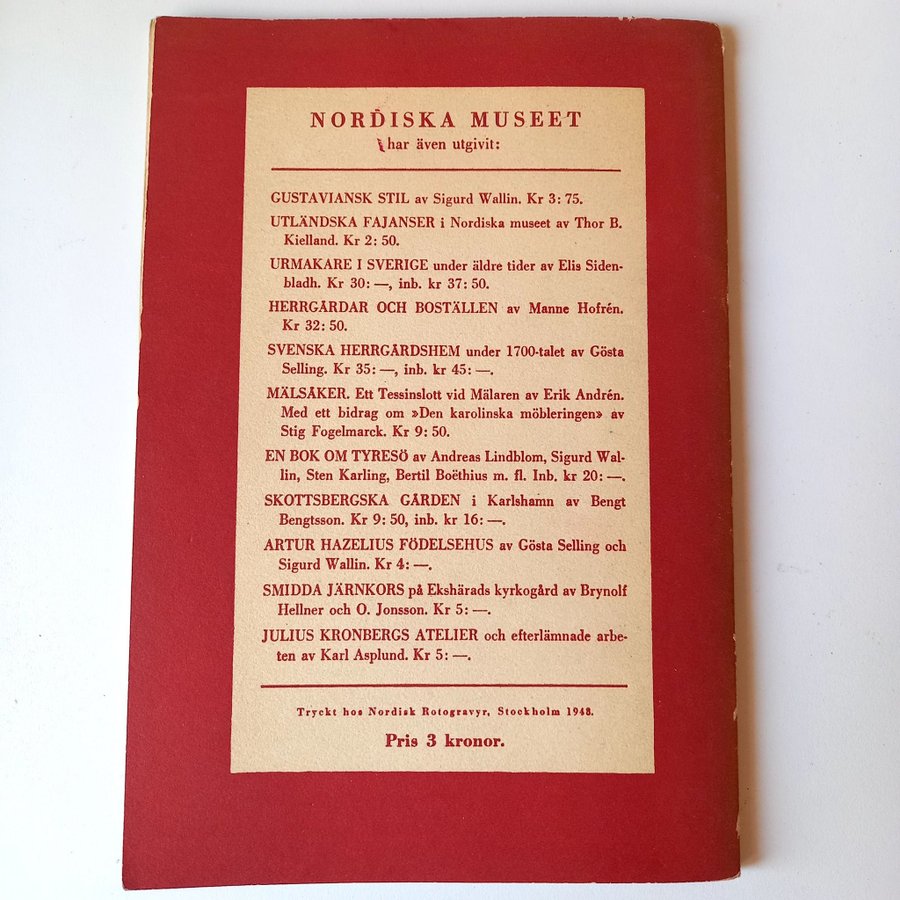 NORDISKA MUSEET
har även utgivit:
GUSTAVIANSK STIL av Sigurd Wallin. Kr 3: 75.
UTLÄNDSKA FAJANSER i Nordiska museet av Thor B.
Kielland. Kr 2: 50.
URMAKARE I SVERIGE under äldre tider av Elis Siden-
bladh. Kr 30: —, inb. kr 37: 50.
HERRGÅRDAR OCH BOSTÄLLEN av Manne Hofrén.
Kr 32: 50.
SVENSKA HERRGÅRDSHEM under 1700-talet av Gösta
Selling. Kr 35: —, inb. kr 45: —.
MÄLSÅKER. Ett Tessinslott vid Mälaren av Erik Andrén.
Med ett bidrag om »Den karolinska möbleringen» av
Stig Fogelmarck. Kr 9: 50.
EN BOK OM TYRESÖ av Andreas Lindblom, Sigurd Wal-
lin, Sten Karling, Bertil Boëthius m. fl. Inb. kr 20: —.
SKOTTSBERGSKA GÅRDEN i Karlshamn av Bengt
Bengtsson. Kr 9: 50, inb. kr 16: —.
ARTUR HAZELIUS FÖDELSEHUS av Gösta Selling och
Sigurd Wallin. Kr 4: —.
SMIDDA JÄRNKORS på Ekshärads kyrkogård av Brynolf
Hellner och O. Jonsson. Kr 5: —.
JULIUS KRONBERGS ATELIER och efterlämnade arbe-
ten av Karl Asplund. Kr 5: —.
Tryckt hos Nordisk Rotogravyr, Stockholm 1948.
Pris 3 kronor.